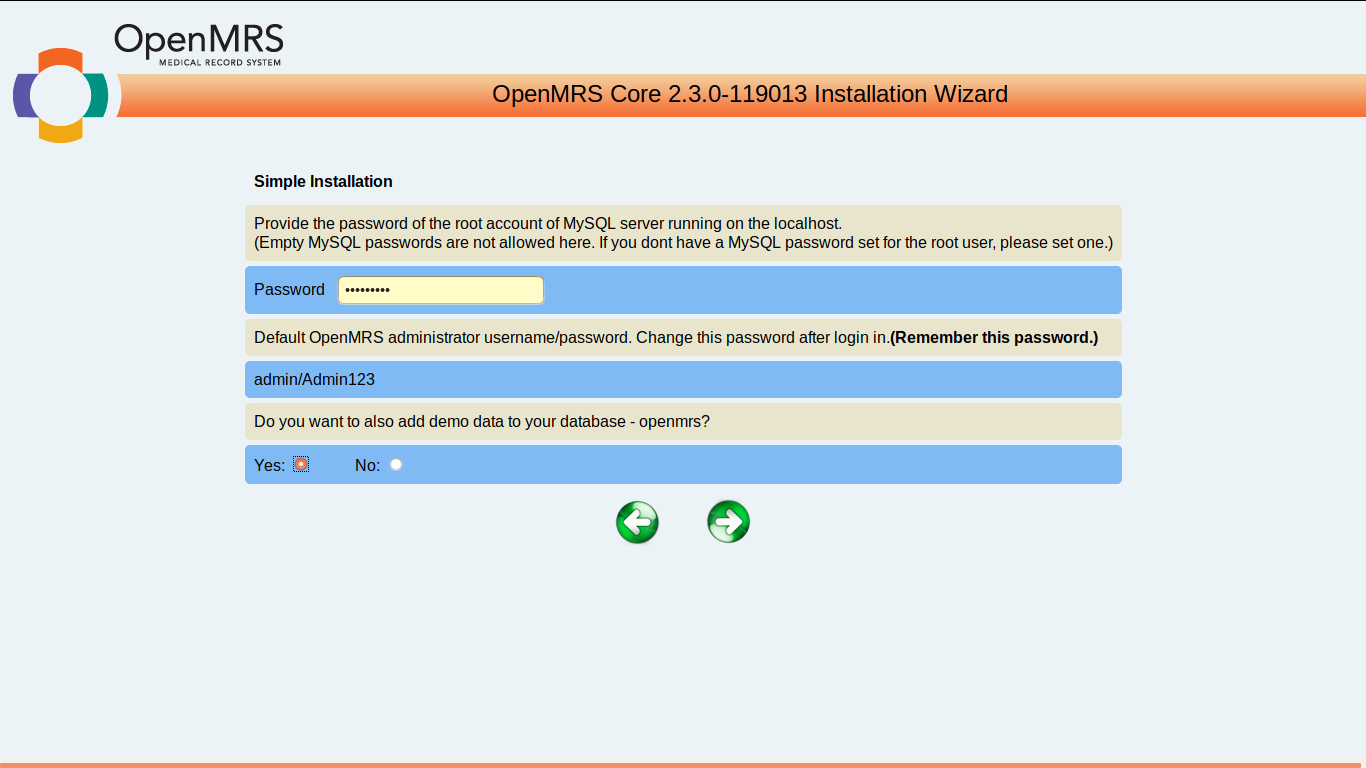 OpenMRS
MEDICAL RECORD SYSTEM
OpenMRS Core 2.3.0-119013 Installation Wizard
Simple Installation
Provide the password of the root account of MySQL server running on the localhost.
(Empty MySQL passwords are not allowed here. If you dont have a MySQL password set for the root user, please set one.)
Password •••••••••
Default OpenMRS administrator username/password. Change this password after login in.(Remember this password.)
admin/Admin123
Do you want to also add demo data to your database - openmrs?
Yes: No: